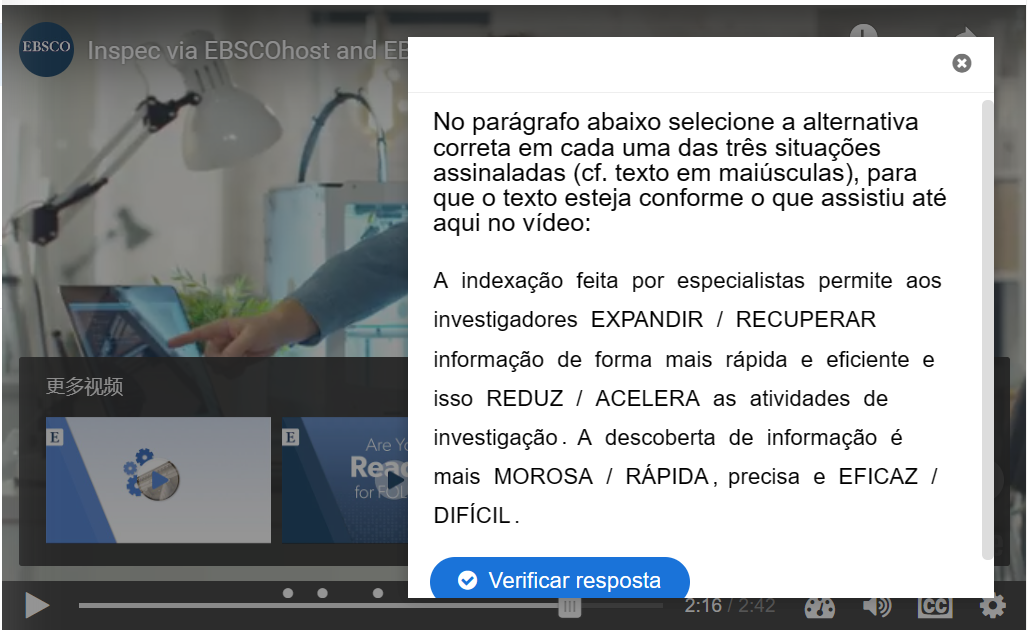 EBSCO
Inspec via EBSCOhost and EB
No parágrafo abaixo selecione a alternativa
correta em cada uma das três situações
assinaladas (cf. texto em maiúsculas), para
que o texto esteja conforme o que assistiu até
aqui no vídeo:
A indexação feita por especialistas permite aos
investigadores EXPANDIR / RECUPERAR
informação de forma mais rápida e eficiente e
isso REDUZ / ACELERA as atividades de
investigação. A descoberta de informação é
mais MOROSA / RÁPIDA, precisa e EFICAZ /
DIFÍCIL.
Verificar resposta
更多视频
E
E
Are Yo
Read
for FOL
2:16 / 2:42
CC